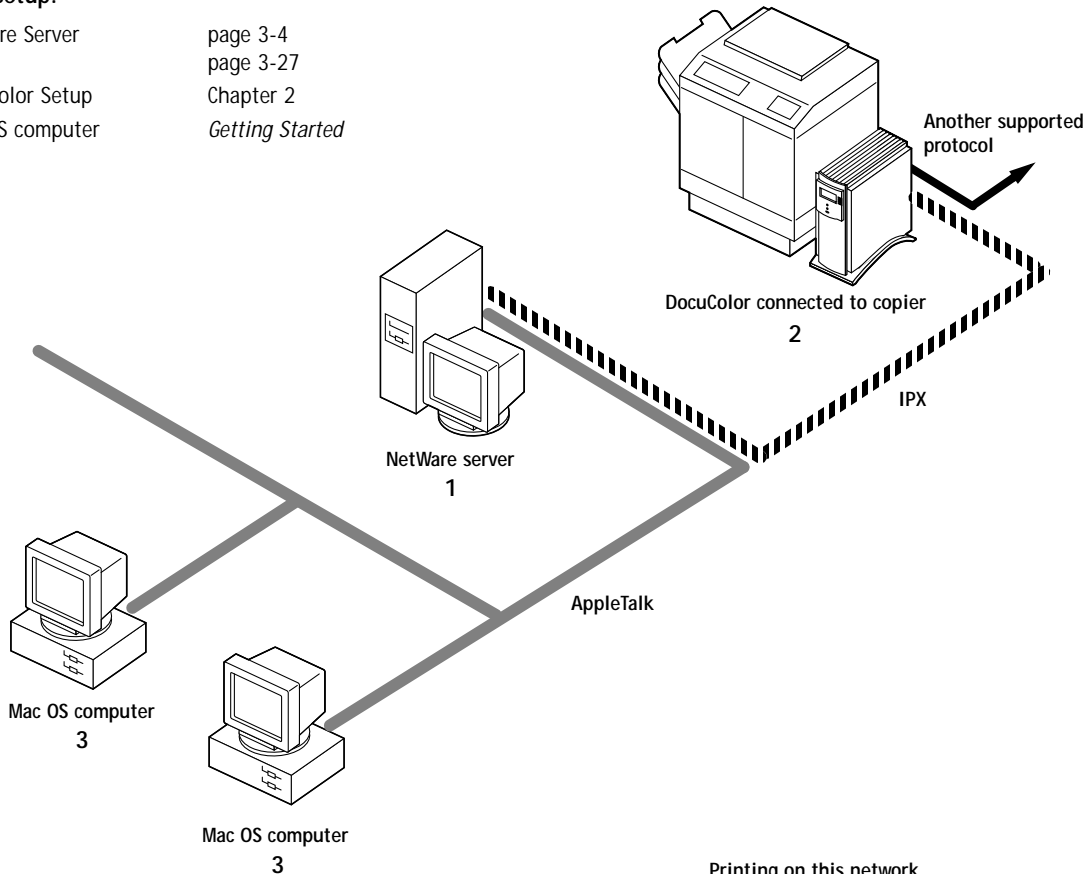 setup:
re Server page 3-4
page 3-27
olor Setup Chapter 2
S computer Getting Started
Another supported
protocol
DocuColor connected to copier
2
IPX
NetWare server
1
AppleTalk
Mac OS computer
3
Mac OS computer
3
Printing on this network